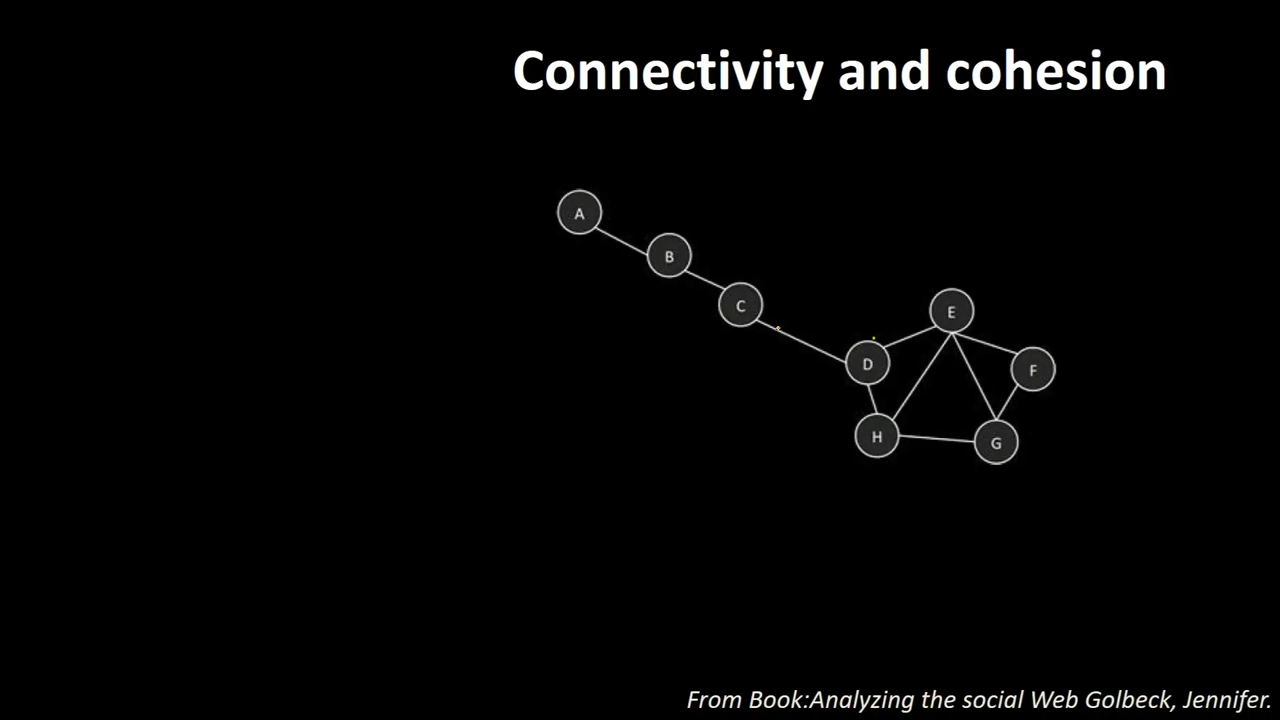 Connectivity and cohesion
A
B
C
E
D
F
H
G
From Book:Analyzing the social Web Golbeck, Jennifer.